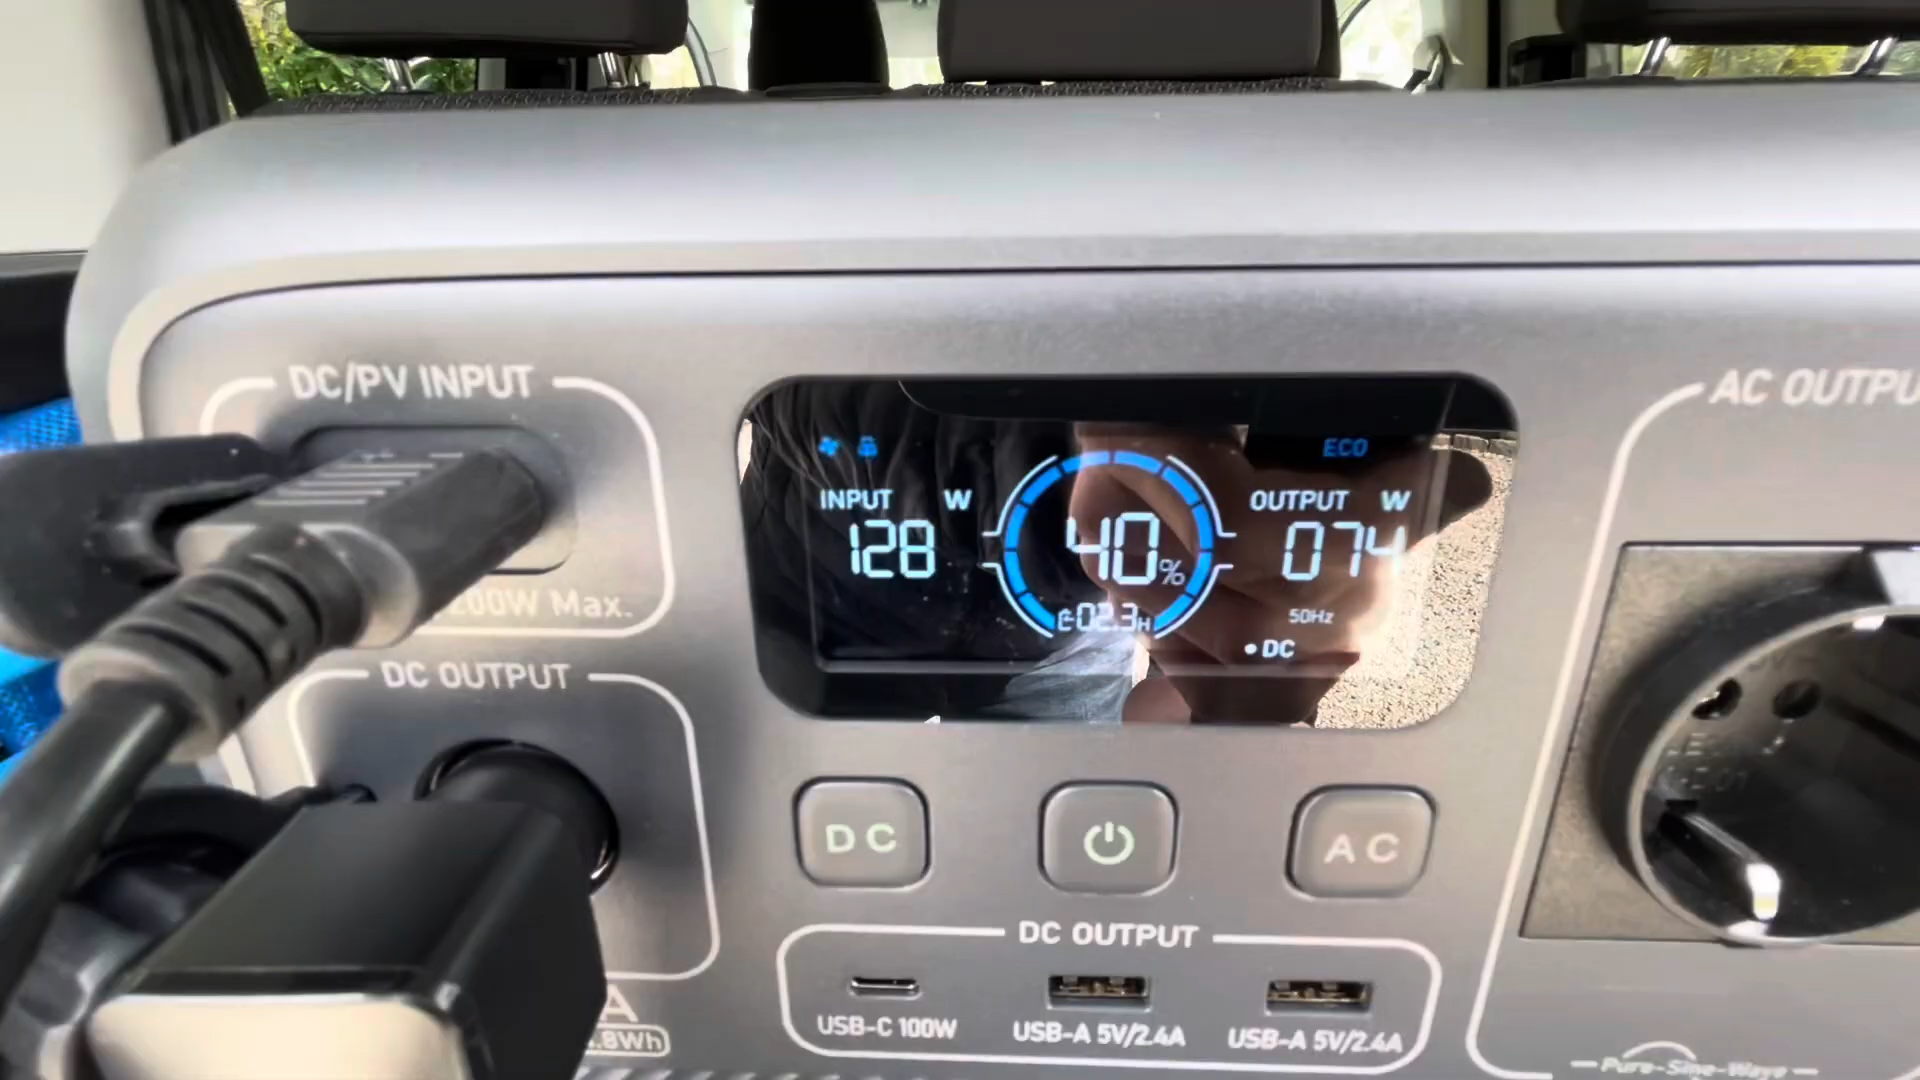 DC/PV INPUT
200W Max.
DC OUTPUT
ECO
INPUT W
128
40%
02.3H
OUTPUT W
074
50Hz
DC
AC OUTPU
DC
AC
DC OUTPUT
USB-C 100W
USB-A 5V/2.4A
USB-A 5V/2.4A
A
.8Wh
Pure-Sine-Wave